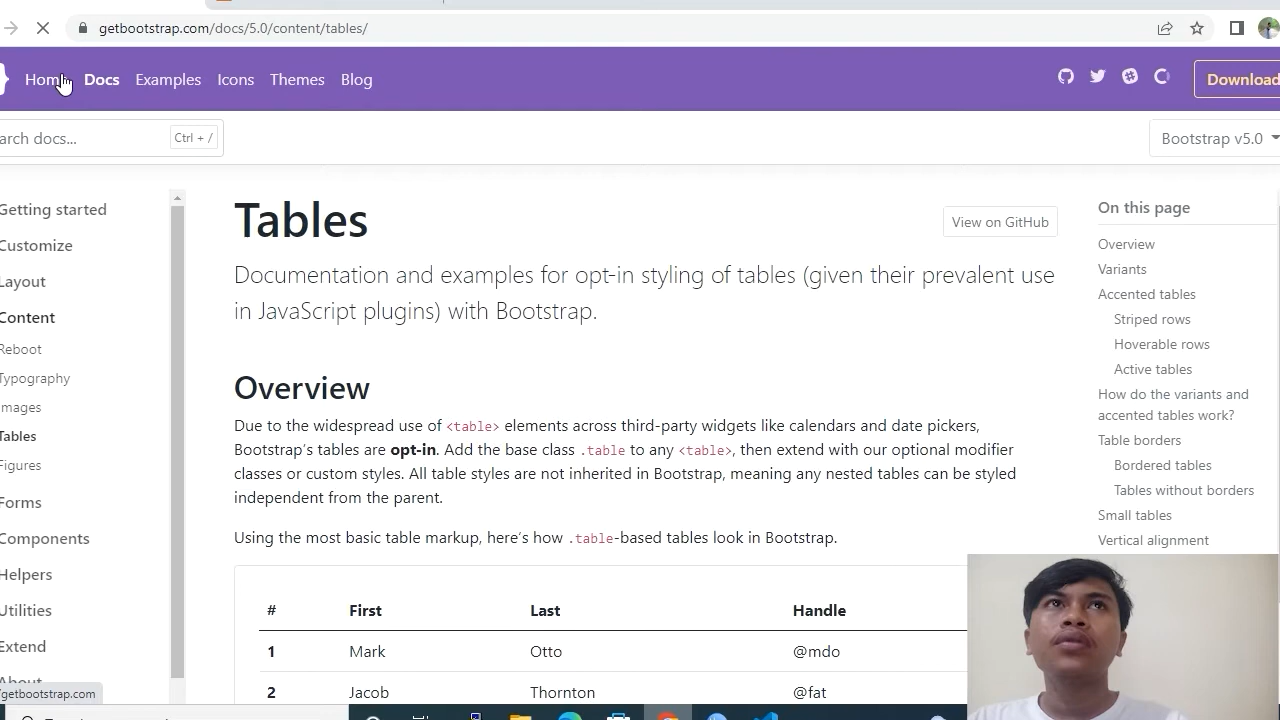 getbootstrap.com/docs/5.0/content/tables/
Home Docs Examples Icons Themes Blog Download
arch docs... Ctrl + / Bootstrap v5.0
Getting started
Customize
Layout
Content
Reboot
Typography
mages
Tables
Figures
Forms
Components
Helpers
Utilities
Extend
About
Tables
View on GitHub
Documentation and examples for opt-in styling of tables (given their prevalent use
in JavaScript plugins) with Bootstrap.
Overview
Due to the widespread use of <table> elements across third-party widgets like calendars and date pickers,
Bootstrap's tables are opt-in. Add the base class .table to any <table>, then extend with our optional modifier
classes or custom styles. All table styles are not inherited in Bootstrap, meaning any nested tables can be styled
independent from the parent.
Using the most basic table markup, here's how .table-based tables look in Bootstrap.
# First Last Handle
1 Mark Otto @mdo
2 Jacob Thornton @fat
On this page
Overview
Variants
Accented tables
Striped rows
Hoverable rows
Active tables
How do the variants and
accented tables work?
Table borders
Bordered tables
Tables without borders
Small tables
Vertical alignment
/getbootstrap.com